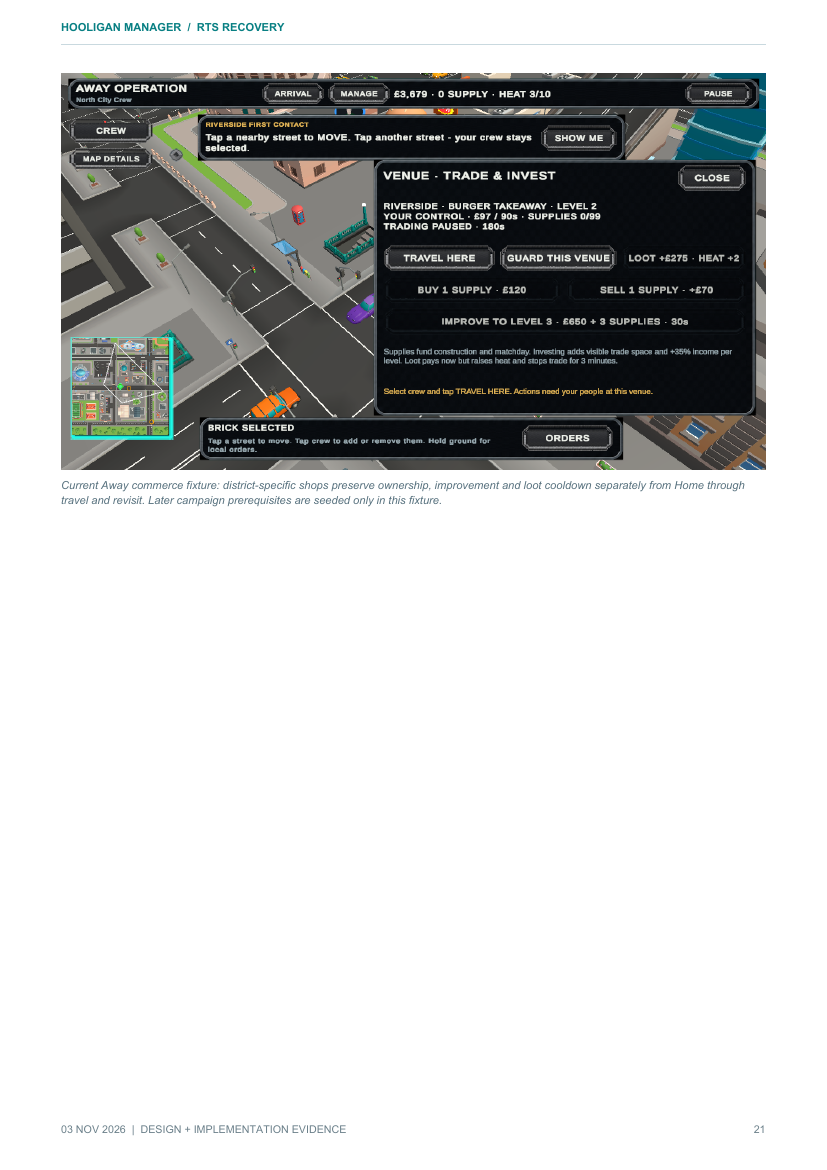 HOOLIGAN MANAGER / RTS RECOVERY
AWAY OPERATION
North City Crew
ARRIVAL
MANAGE
£3,679 · 0 SUPPLY · HEAT 3/10
PAUSE
CREW
MAP DETAILS
RIVERSIDE FIRST CONTACT
Tap a nearby street to MOVE. Tap another street - your crew stays
selected.
SHOW ME
VENUE · TRADE & INVEST
CLOSE
RIVERSIDE · BURGER TAKEAWAY · LEVEL 2
YOUR CONTROL · £97 / 90s · SUPPLIES 0/99
TRADING PAUSED · 180s
TRAVEL HERE
GUARD THIS VENUE
LOOT +£275 · HEAT +2
BUY 1 SUPPLY · £120
SELL 1 SUPPLY · +£70
IMPROVE TO LEVEL 3 · £650 + 3 SUPPLIES · 30s
Supplies fund construction and matchday. Investing adds visible trade space and +35% income per
level. Loot pays now but raises heat and stops trade for 3 minutes.
Select crew and tap TRAVEL HERE. Actions need your people at this venue.
BRICK SELECTED
Tap a street to move. Tap crew to add or remove them. Hold ground for
local orders.
ORDERS
Current Away commerce fixture: district-specific shops preserve ownership, improvement and loot cooldown separately from Home through
travel and revisit. Later campaign prerequisites are seeded only in this fixture.
03 NOV 2026 | DESIGN + IMPLEMENTATION EVIDENCE
21